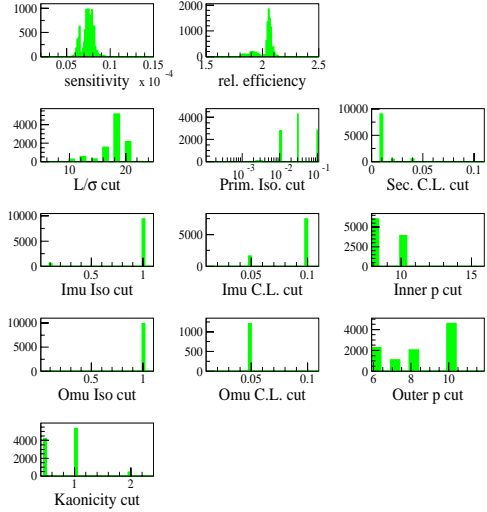 1000
500
0
0.05 0.1 0.15
sensitivity x 10 -4
1500
1000
500
0
1.5 2 2.5
rel. efficiency
4000
2000
0
10 20
L/σ cut
4000
2000
0
10 -3 10 -2 10 -1
Prim. Iso. cut
10000
5000
0
0 0.05 0.1
Sec. C.L. cut
10000
5000
0
0.5 1
Imu Iso cut
5000
0
0 0.05 0.1
Imu C.L. cut
5000
2500
0
10 15
Inner p cut
10000
5000
0
0.5 1
Omu Iso cut
1000
500
0
0 0.05 0.1
Omu C.L. cut
4000
2000
0
6 8 10
Outer p cut
4000
2000
0
1 2
Kaonicity cut